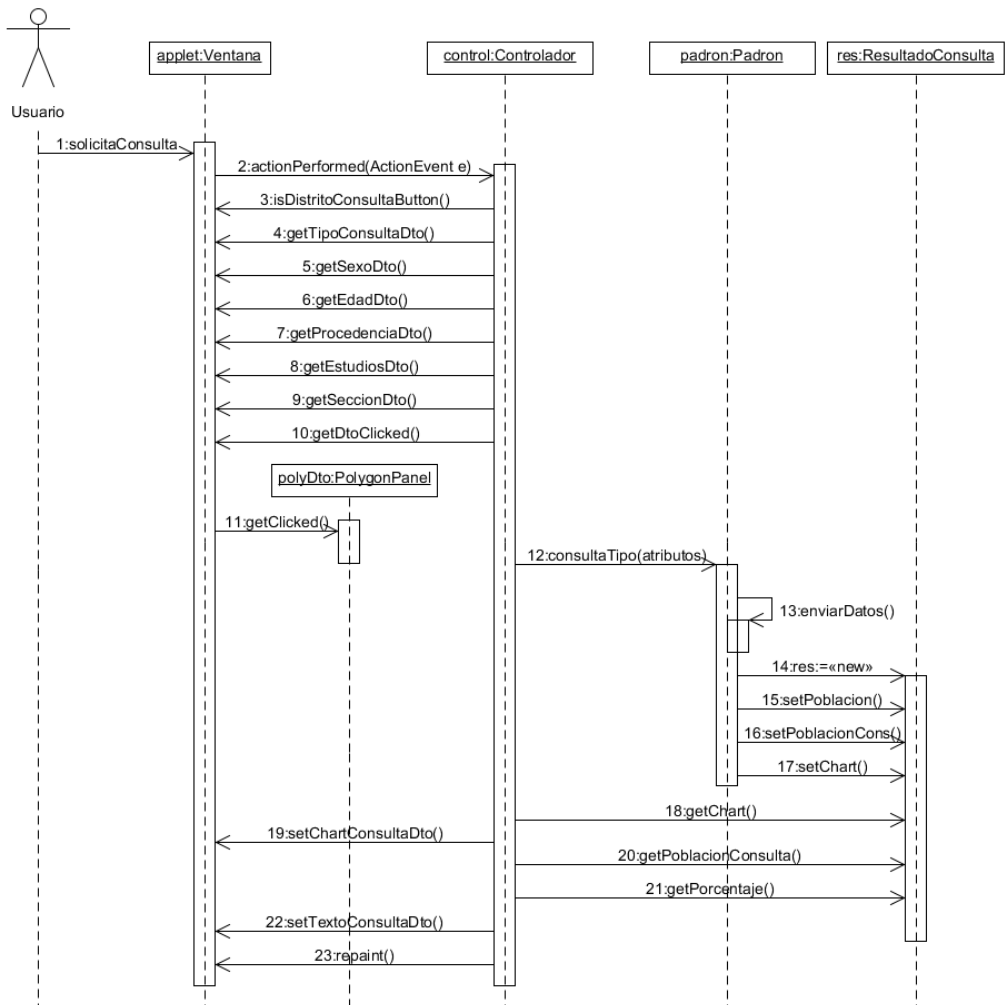 applet:Ventana
control:Controlador
padron:Padron
res:ResultadoConsulta
Usuario
1:solicitaConsulta
2:actionPerformed(ActionEvent e)
3:isDistritoConsultaButton()
4:getTipoConsultaDto()
5:getSexoDto()
6:getEdadDto()
7:getProcedenciaDto()
8:getEstudiosDto()
9:getSeccionDto()
10:getDtoClicked()
polyDto:PolygonPanel
11:getClicked()
12:consultaTipo(atributos)
13:enviarDatos()
14:res:=«new»
15:setPoblacion()
16:setPoblacionCons()
17:setChart()
18:getChart()
19:setChartConsultaDto()
20:getPoblacionConsulta()
21:getPorcentaje()
22:setTextoConsultaDto()
23:repaint()